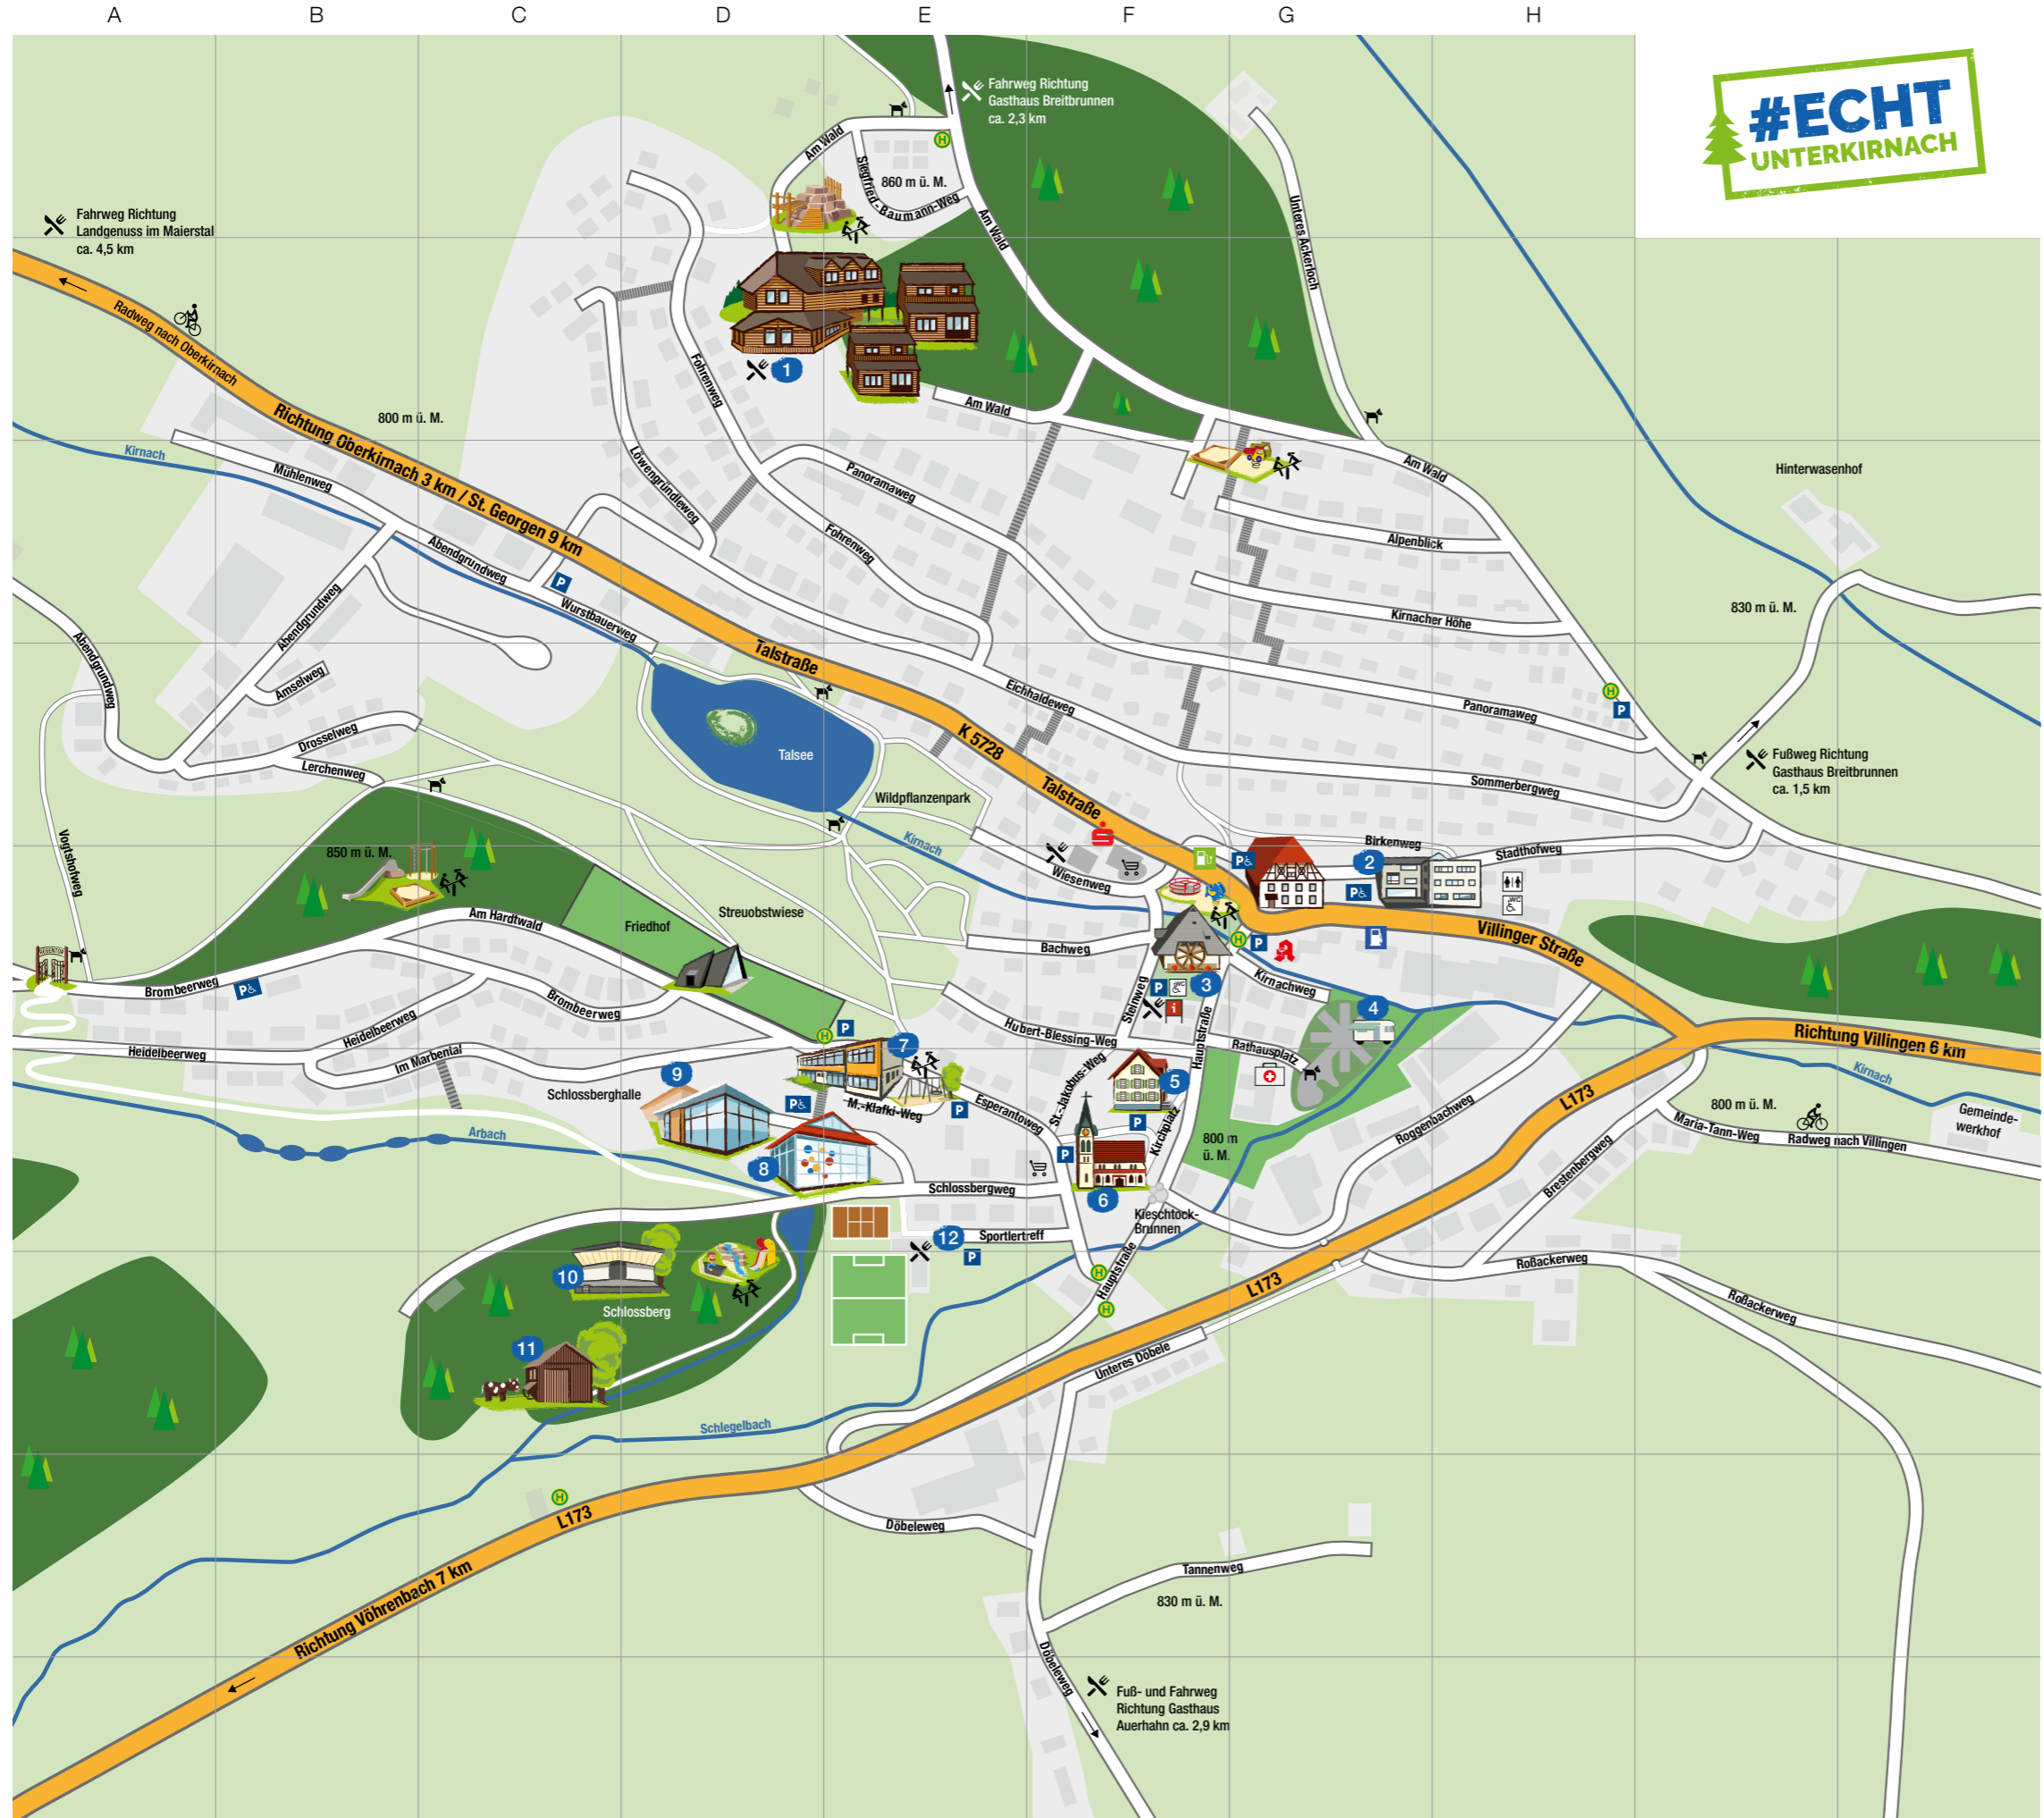 A B C D E F G H
#ECHT
UNTERKIRNACH
Fahrweg Richtung
Gasthaus Breitbrunnen
ca. 2,3 km
H
Am Wald
Siegfried-Baumann-Weg
860 m ü. M.
Am Wald
Unteres Ackerloch
Fahrweg Richtung
Landgenuss im Maierstal
ca. 4,5 km
Radweg nach Oberkirnach
1
Fohrenweg
Am Wald
800 m ü. M.
Richtung Oberkirnach 3 km / St. Georgen 9 km
Kirnach
Mühlenweg
Löwengründleweg
Panoramaweg
Am Wald
Hinterwasenhof
Fohrenweg
Alpenblick
Abendgrundweg
P
Wurstbauerweg
Abendgrundweg
Kirnacher Höhe
830 m ü. M.
Abendgrundweg
Talstraße
Amselweg
Eichhaldeweg
H
P
Panoramaweg
Drosselweg
K 5728
Talsee
Lerchenweg
Fußweg Richtung
Gasthaus Breitbrunnen
ca. 1,5 km
Sommerbergweg
Wildpflanzenpark
Talstraße
Kirnach
Birkenweg
Stadthofweg
Vogtshofweg
850 m ü. M.
P
2
Wiesenweg
P
WC
Am Hardtwald
Friedhof
Streuobstwiese
Bachweg
H
P
Villinger Straße
Brombeerweg
P
Brombeerweg
Steinweg
P
WC
3
i
Kirnachweg
4
Heidelbeerweg
Heidelbeerweg
Im Marbental
H
P
Hubert-Blessing-Weg
Hauptstraße
Rathausplatz
Richtung Villingen 6 km
Kirnach
7
9
Schlossberghalle
P
M.-Klafki-Weg
P
Esperantoweg
St.-Jakobus-Weg
5
P
Kirchplatz
800 m
ü. M.
Roggenbachweg
L173
800 m ü. M.
Maria-Tann-Weg
Radweg nach Villingen
Gemeinde-
werkhof
Arbach
8
P
6
Brestenbergweg
Schlossbergweg
Kieschtock-
Brunnen
12
Sportlertreff
P
10
Schlossberg
H
Hauptstraße
H
L173
Roßackerweg
Roßackerweg
11
Unteres Döbele
Schlegelbach
H
L173
Döbeleweg
Tannenweg
830 m ü. M.
Richtung Vöhrenbach 7 km
Döbeleweg
Fuß- und Fahrweg
Richtung Gasthaus
Auerhahn ca. 2,9 km